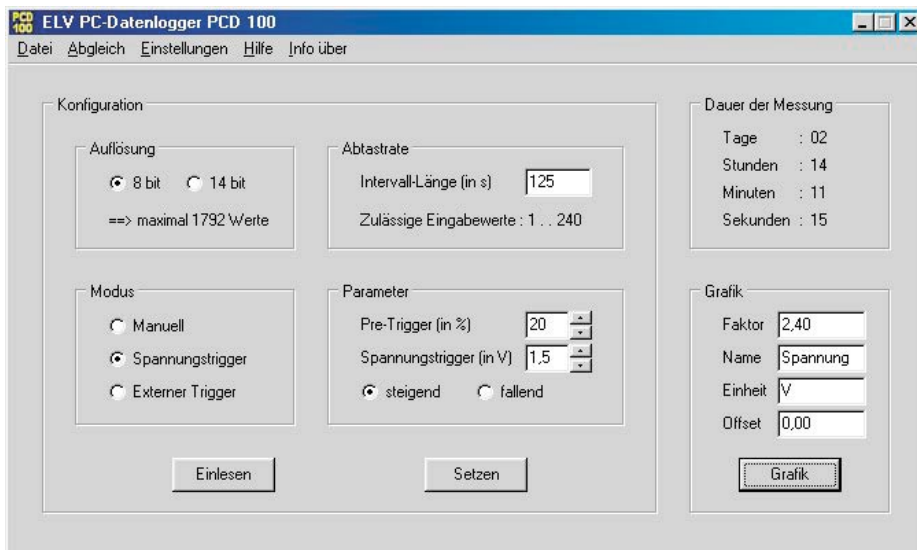 PCD 100 ELV PC-Datenlogger PCD 100
Datei Abgleich Einstellungen Hilfe Info über
Konfiguration
Auflösung
8 bit 14 bit
==> maximal 1792 Werte
Abtastrate
Intervall-Länge (in s) 125
Zulässige Eingabewerte : 1 . . 240
Modus
Manuell
Spannungstrigger
Externer Trigger
Parameter
Pre-Trigger (in %) 20
Spannungstrigger (in V) 1,5
steigend fallend
Einlesen
Setzen
Dauer der Messung
Tage : 02
Stunden : 14
Minuten : 11
Sekunden : 15
Grafik
Faktor 2,40
Name Spannung
Einheit V
Offset 0,00
Grafik